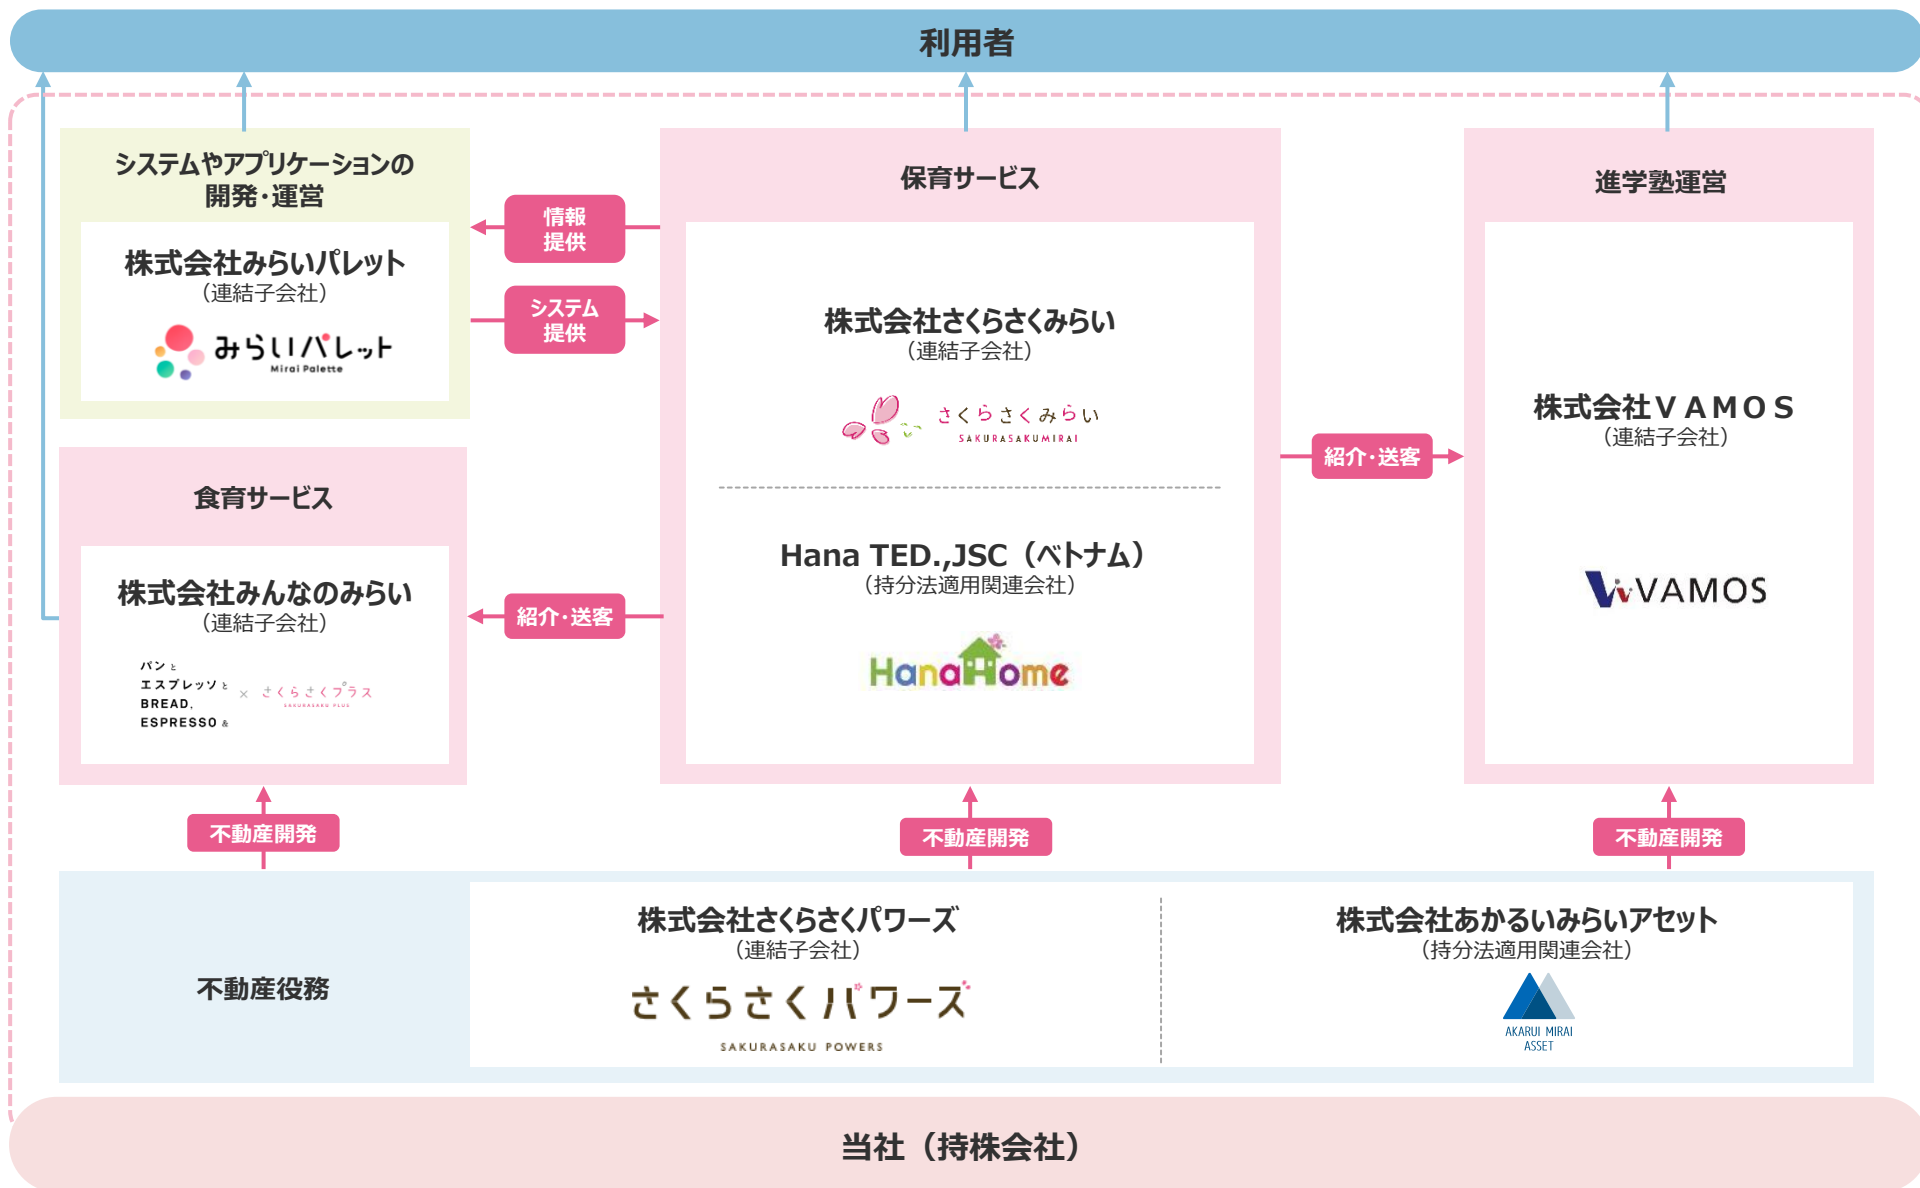 利用者
システムやアプリケーションの
開発・運営
株式会社みらいパレット
（連結子会社）
みらいパレット
Mirai Palette
情報
提供
システム
提供
保育サービス
株式会社さくらさくみらい
（連結子会社）
さくらさくみらい
SAKURASAKUMIRAI
Hana TED.,JSC（ベトナム）
（持分法適用関連会社）
HanaHome
紹介・送客
進学塾運営
株式会社ＶＡＭＯＳ
（連結子会社）
VAMOS
食育サービス
株式会社みんなのみらい
（連結子会社）
パンと
エスプレッソと
BREAD,
ESPRESSO &
× さくらさくプラス
SAKURASAKU PLUS
紹介・送客
不動産開発
不動産開発
不動産開発
不動産役務
株式会社さくらさくパワーズ
（連結子会社）
さくらさくパワーズ
SAKURASAKU POWERS
株式会社あかるいみらいアセット
（持分法適用関連会社）
AKARUI MIRAI
ASSET
当社（持株会社）